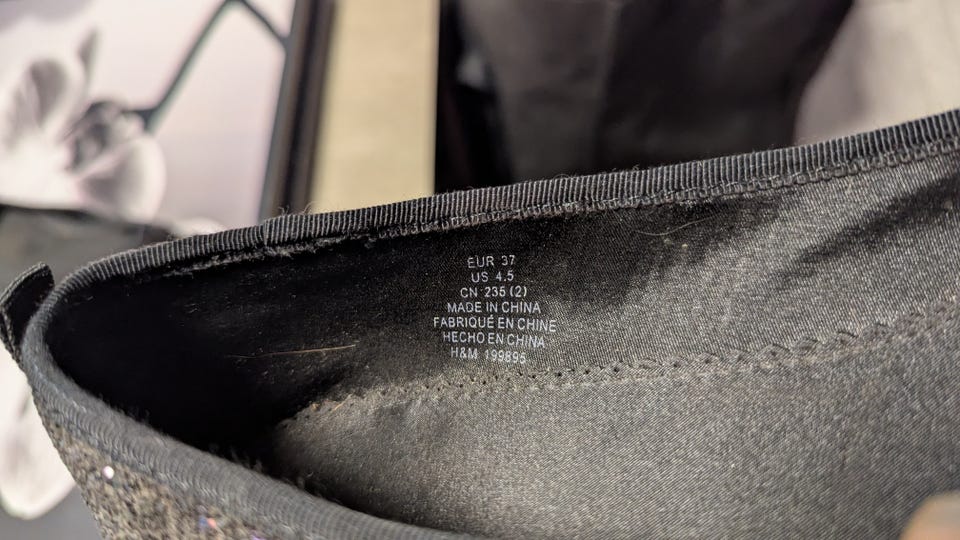 EUR 37
US 4.5
CN 235 (2)
MADE IN CHINA
FABRIQUÉ EN CHINE
HECHO EN CHINA
H&M 199895